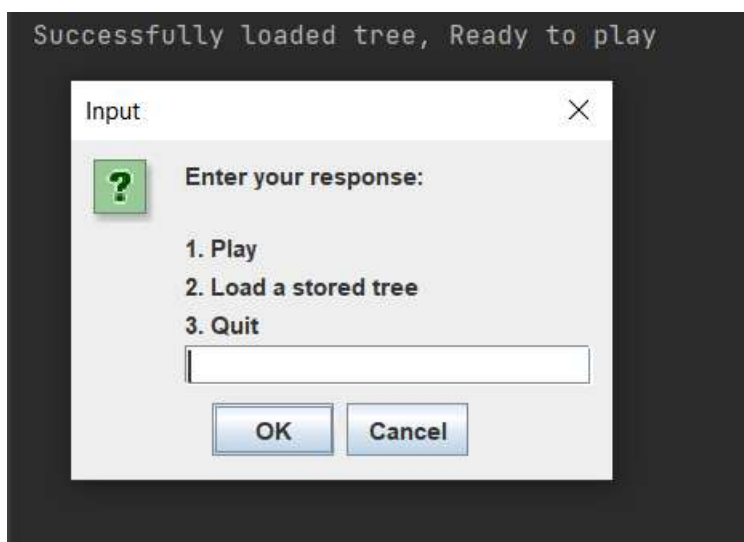 Successfully loaded tree, Ready to play
Input
?
Enter your response:
1. Play
2. Load a stored tree
3. Quit
OK Cancel